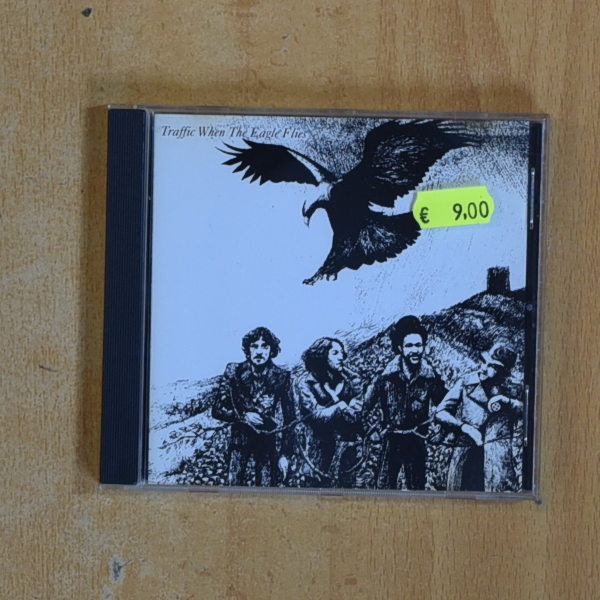 Traffic When The Eagle Flies
€ 9,00